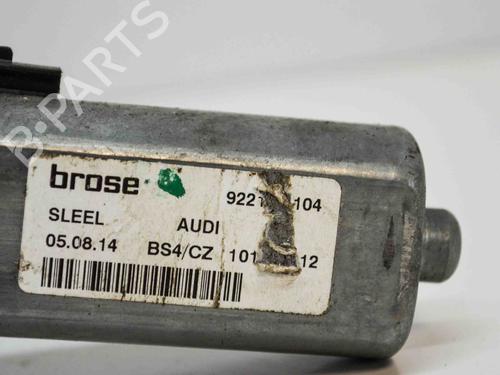 B-PARTS
brose
SLEEL AUDI
05.08.14 BS4/CZ